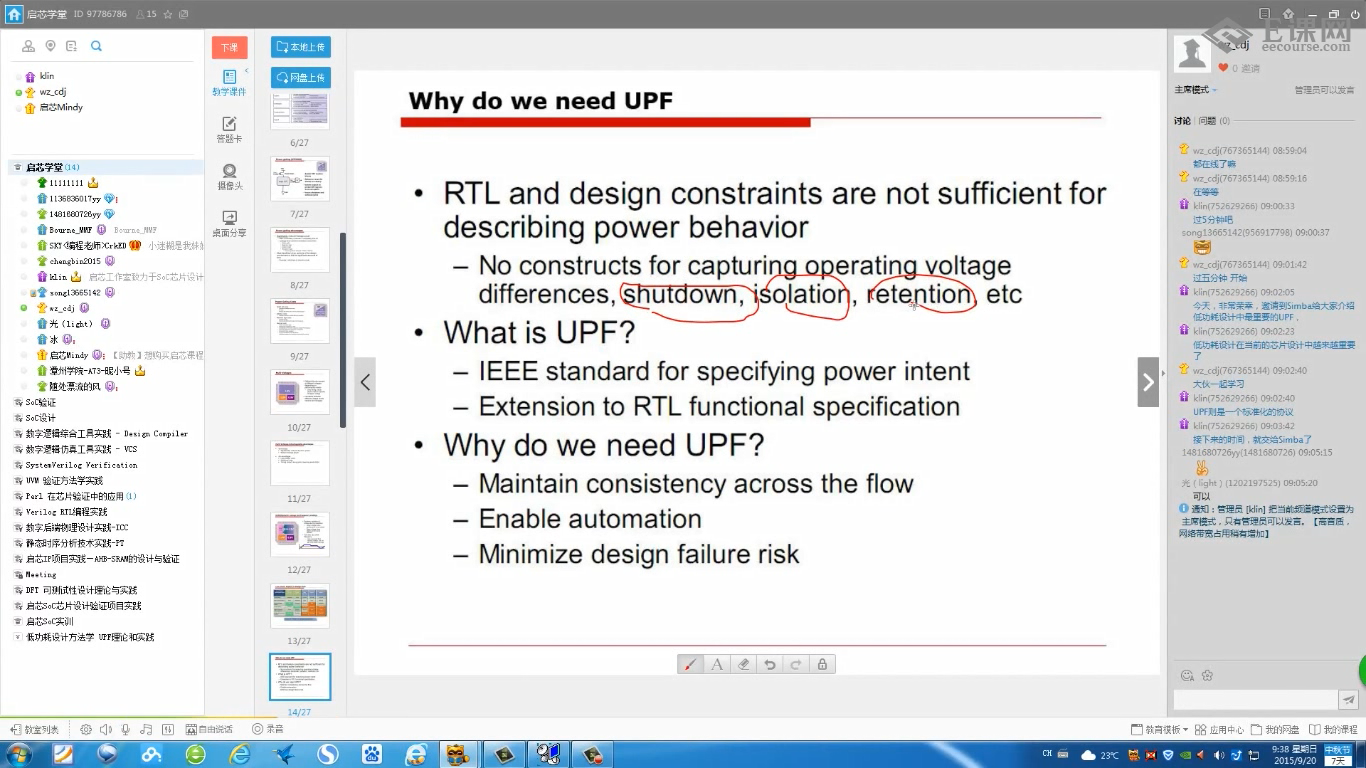 启芯学堂 ID 97786786 15
E课网
eecourse.com
klin
wz_cdj
启芯Mindy
启芯学堂(14)
11111111
1136836017yy
1481680726yy
Bourne_MMF Bourne_MMF
chengbin2015
klin 启芯工作室致力于SoC芯片设计
song13665142
wz_cdj
光(light)
冰
启芯Mindy 【助教】想购买启芯课程
潭州学院-A73-眼小号
随处漂流的风
SoC验证
SoC设计
数字逻辑综合工具实践 - Design Compiler
数字逻辑仿真工具实践 - VCS
SystemVerilog Verification
UVM 验证方法学实践
Perl 在芯片验证中的应用(1)
Verilog RTL编程实践
数字后端物理设计实践-ICC
静态时序分析技术实践-PT
启芯IP项目实践-AHB-SRAM的设计与验证
Meeting
DFT 可测试性设计理论与实践
启芯SoC芯片设计验证项目实践
启芯SoC实训
低功耗设计方法学 UPF理论和实践
下课
教学课件
答题卡
摄像头
桌面分享
本地上传
网盘上传
6/27
7/27
8/27
9/27
10/27
11/27
12/27
13/27
14/27
Why do we need UPF
• RTL and design constraints are not sufficient for
describing power behavior
– No constructs for capturing operating voltage
differences, shutdown, isolation, retention, etc
• What is UPF?
– IEEE standard for specifying power intent
– Extension to RTL functional specification
• Why do we need UPF?
– Maintain consistency across the flow
– Enable automation
– Minimize design failure risk
wz_cdj
0 邀请
主席模式 管理员可以发言
讨论 问题 (0)
wz_cdj(767365144) 08:59:04
都在线了嘛
wz_cdj(767365144) 08:59:16
在等等
klin(752629266) 09:00:33
过5分钟吧
song13665142(956917798) 09:00:37
wz_cdj(767365144) 09:01:42
过五分钟 开始
klin(752629266) 09:02:05
今天，非常荣幸，邀请到Simba给大家介绍
低功耗设计中最重要的UPF，
klin(752629266) 09:02:23
低功耗设计在当前的芯片设计中越来越重要
了
wz_cdj(767365144) 09:02:40
大伙一起学习
klin(752629266) 09:02:40
UPF则是一个标准化的协议
klin(752629266) 09:03:42
接下来的时间，就交给Simba了
1481680726yy(1481680726) 09:05:15
光（light）(1202197525) 09:05:20
可以
通知：管理员 [klin] 把当前频道模式设置为
主席模式，只有管理员可以发言。【高音质，
网络带宽占用稍有增加】
教室列表 自由说话 录音
教育模板 应用中心 我的网盘 我的课程
CH 23℃ 9:38 星期日
2015/9/20
中秋节
7天